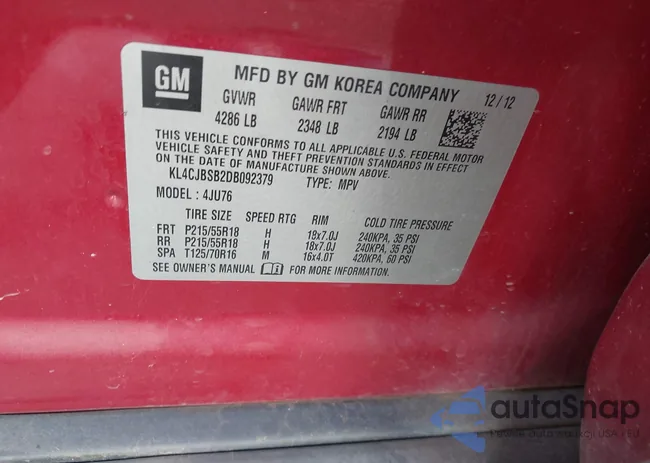 GM
MFD BY GM KOREA COMPANY 12/12
GVWR GAWR FRT GAWR RR
4286 LB 2348 LB 2194 LB
THIS VEHICLE CONFORMS TO ALL APPLICABLE U.S. FEDERAL MOTOR
VEHICLE SAFETY AND THEFT PREVENTION STANDARDS IN EFFECT
ON THE DATE OF MANUFACTURE SHOWN ABOVE.
KL4CJBSB2DB092379 TYPE: MPV
MODEL : 4JU76
TIRE SIZE SPEED RTG RIM COLD TIRE PRESSURE
FRT P215/55R18 H 18x7.0J 240KPA, 35 PSI
RR P215/55R18 H 18x7.0J 240KPA, 35 PSI
SPA T125/70R16 M 16x4.0T 420KPA, 60 PSI
SEE OWNER'S MANUAL FOR MORE INFORMATION.
autoSnap